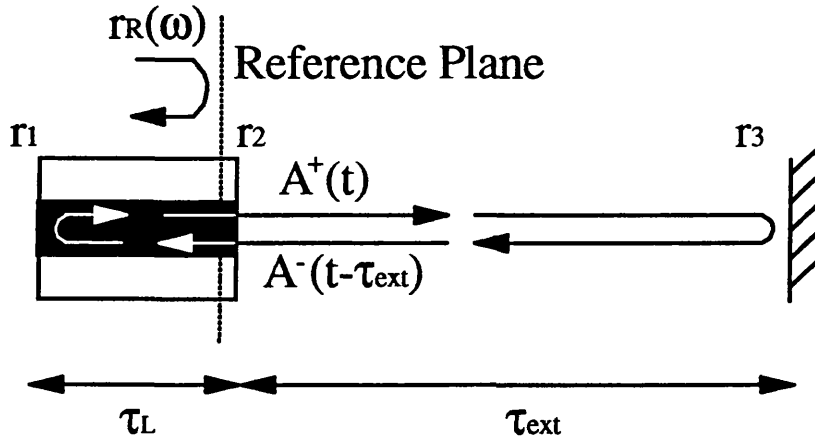 rR(ω)
Reference Plane
r1
r2
r3
A+(t)
A-(t-τext)
τL
τext